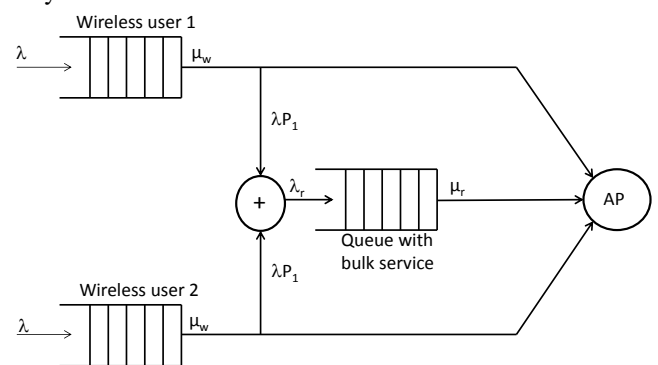 Wireless user 1
λ
μw
λP1
λr
μr
AP
+
Queue with
bulk service
λP1
Wireless user 2
λ
μw